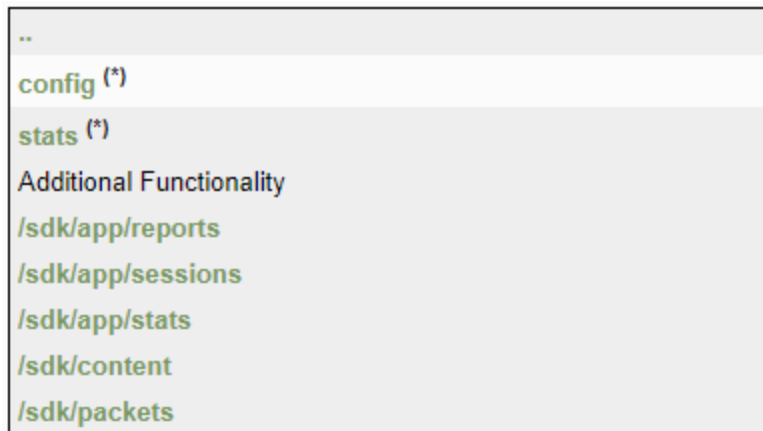 ..
config (*)
stats (*)
Additional Functionality
/sdk/app/reports
/sdk/app/sessions
/sdk/app/stats
/sdk/content
/sdk/packets